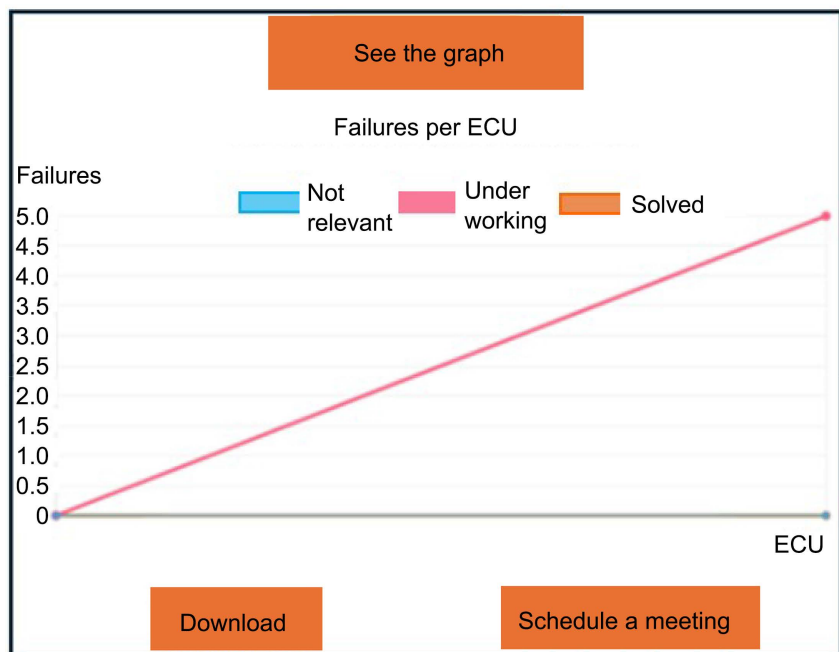 See the graph
Failures per ECU
Failures
Not
relevant
Under
working
Solved
5.0
4.5
4.0
3.5
3.0
2.5
2.0
1.5
1.0
0.5
0
ECU
Download
Schedule a meeting